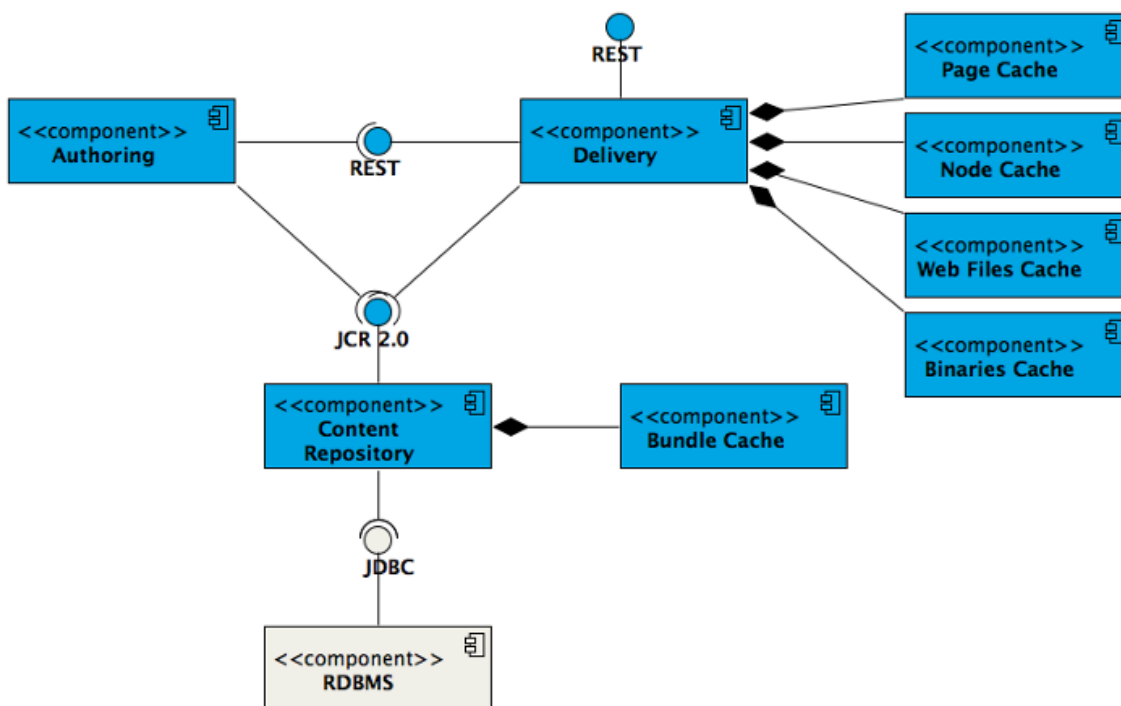 REST
<<component>>
Page Cache
<<component>>
Authoring
REST
<<component>>
Delivery
<<component>>
Node Cache
<<component>>
Web Files Cache
<<component>>
Binaries Cache
JCR 2.0
<<component>>
Content
Repository
<<component>>
Bundle Cache
JDBC
<<component>>
RDBMS